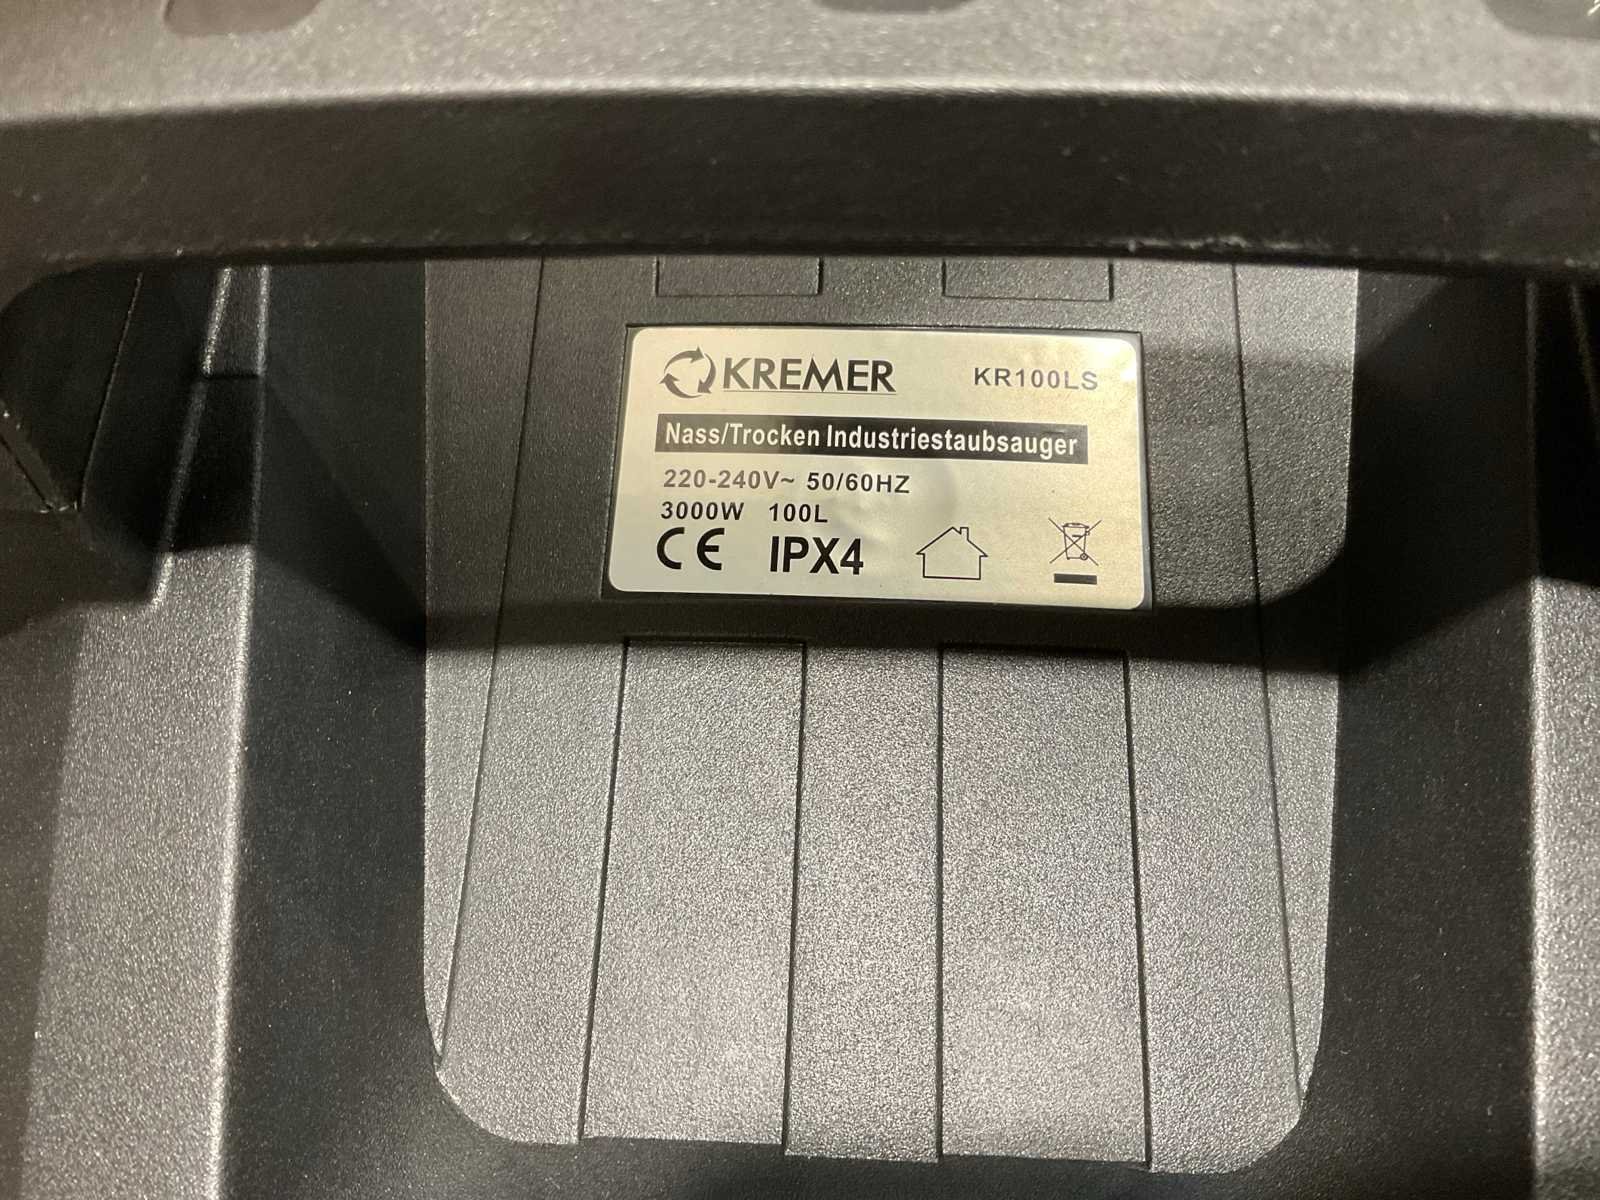 KREMER KR100LS
Nass/Trocken Industriestaubsauger
220-240V~ 50/60HZ
3000W 100L
CE IPX4